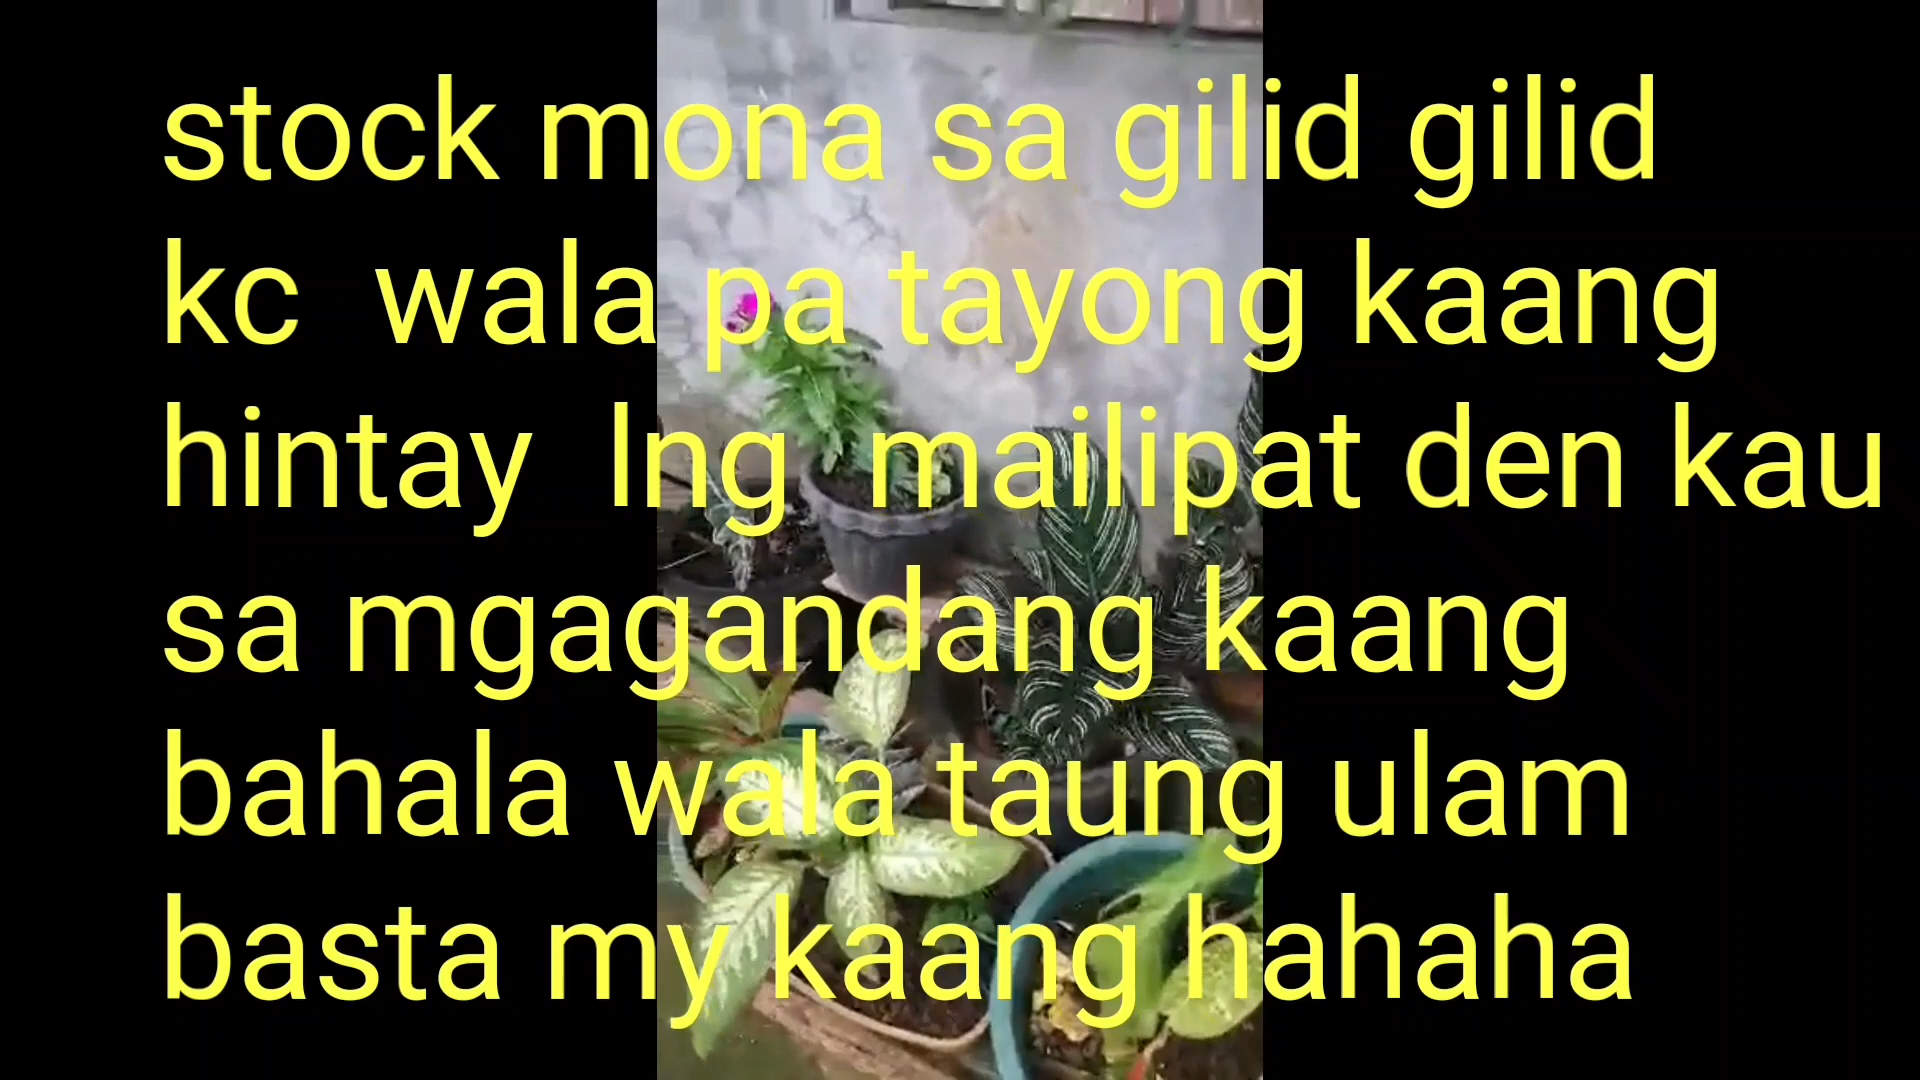 stock mona sa gilid gilid
kc wala pa tayong kaang
hintay lng mailipat den kau
sa mgagandang kaang
bahala wala taung ulam
basta my kaang hahaha